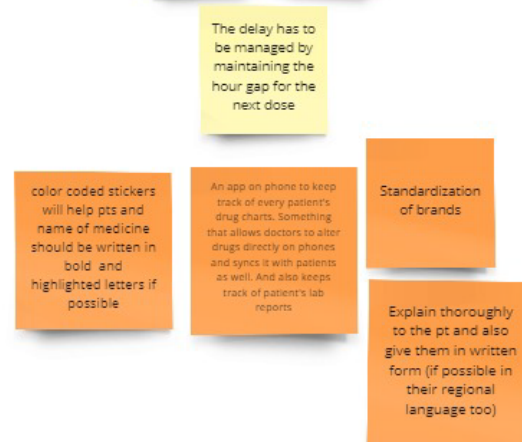 The delay has to
be managed by
maintaining the
hour gap for the
next dose
color coded stickers
will help pts and
name of medicine
should be written in
bold and
highlighted letters if
possible
An app on phone to keep
track of every patient's
drug charts. Something
that allows doctors to alter
drugs directly on phones
and syncs it with patients
as well. And also keeps
track of patient's lab
reports
Standardization
of brands
Explain thoroughly
to the pt and also
give them in written
form (if possible in
their regional
language too)